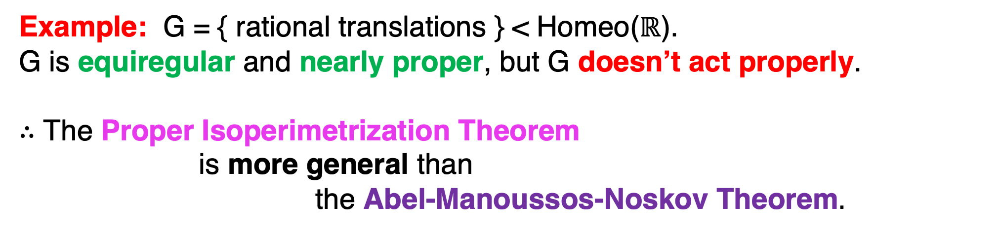 Example: G = { rational translations } < Homeo(ℝ).
G is equiregular and nearly proper, but G doesn’t act properly.
∴ The Proper Isoperimetrization Theorem
is more general than
the Abel-Manoussos-Noskov Theorem.